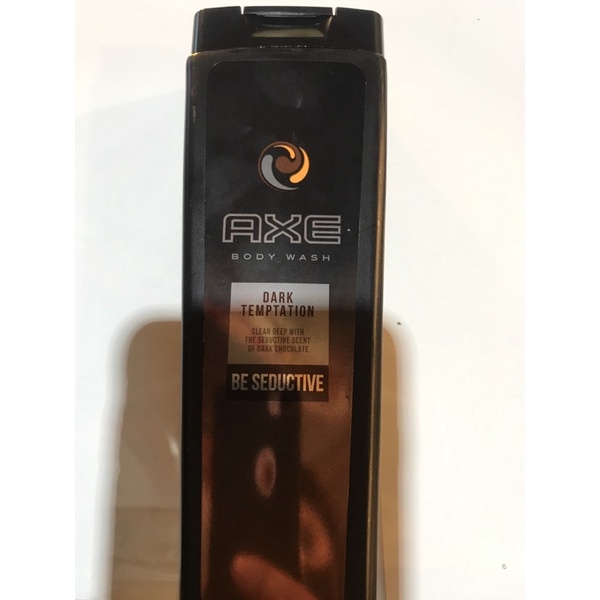 AXE
BODY WASH
DARK
TEMPTATION
CLEAN DEEP WITH
THE SEDUCTIVE SCENT
OF DARK CHOCOLATE
BE SEDUCTIVE